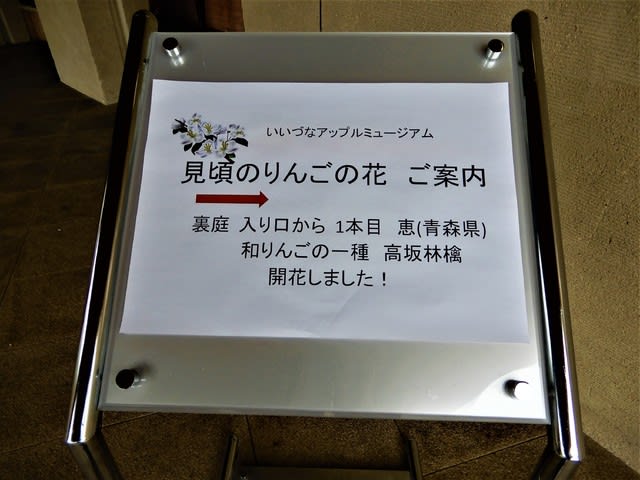 いいづなアップルミュージアム
見頃のりんごの花 ご案内
裏庭 入り口から 1本目 恵(青森県)
和りんごの一種 高坂林檎
開花しました！